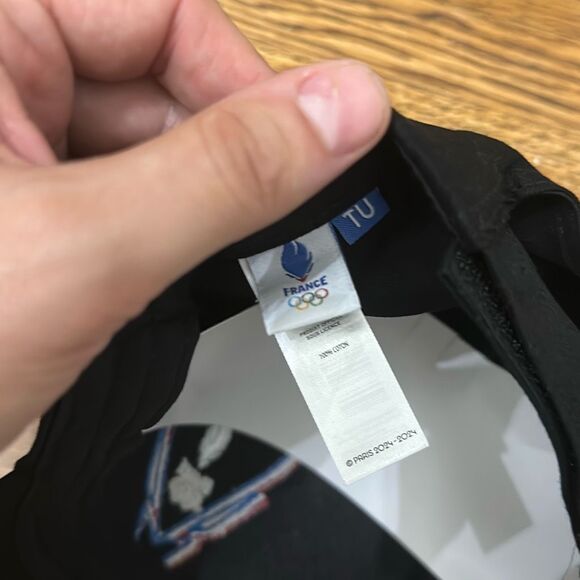 TU
FRANCE
PRODUIT OFFICIEL
SOUS LICENCE
100% COTON
© PARIS 2024 - 2024